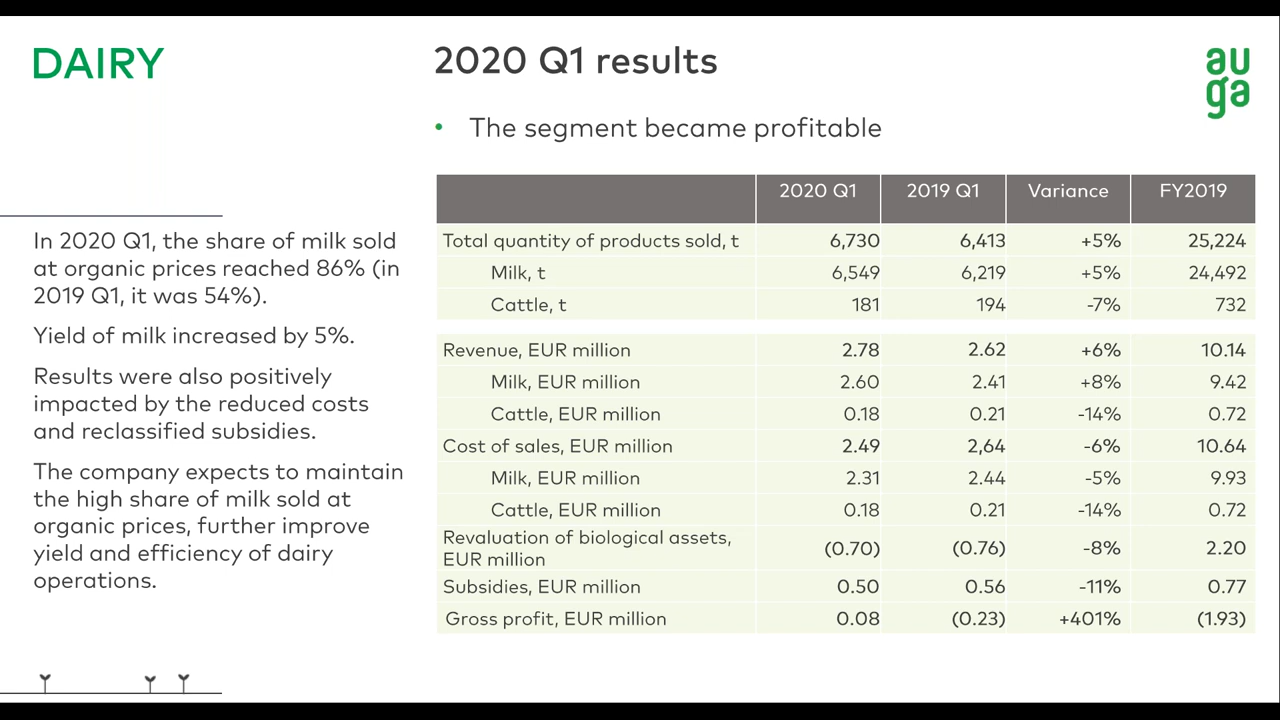 DAIRY
2020 Q1 results
auga
• The segment became profitable
In 2020 Q1, the share of milk sold
at organic prices reached 86% (in
2019 Q1, it was 54%).
Yield of milk increased by 5%.
Results were also positively
impacted by the reduced costs
and reclassified subsidies.
The company expects to maintain
the high share of milk sold at
organic prices, further improve
yield and efficiency of dairy
operations.
2020 Q1 2019 Q1 Variance FY2019
Total quantity of products sold, t 6,730 6,413 +5% 25,224
Milk, t 6,549 6,219 +5% 24,492
Cattle, t 181 194 -7% 732
Revenue, EUR million 2.78 2.62 +6% 10.14
Milk, EUR million 2.60 2.41 +8% 9.42
Cattle, EUR million 0.18 0.21 -14% 0.72
Cost of sales, EUR million 2.49 2,64 -6% 10.64
Milk, EUR million 2.31 2.44 -5% 9.93
Cattle, EUR million 0.18 0.21 -14% 0.72
Revaluation of biological assets,
EUR million (0.70) (0.76) -8% 2.20
Subsidies, EUR million 0.50 0.56 -11% 0.77
Gross profit, EUR million 0.08 (0.23) +401% (1.93)